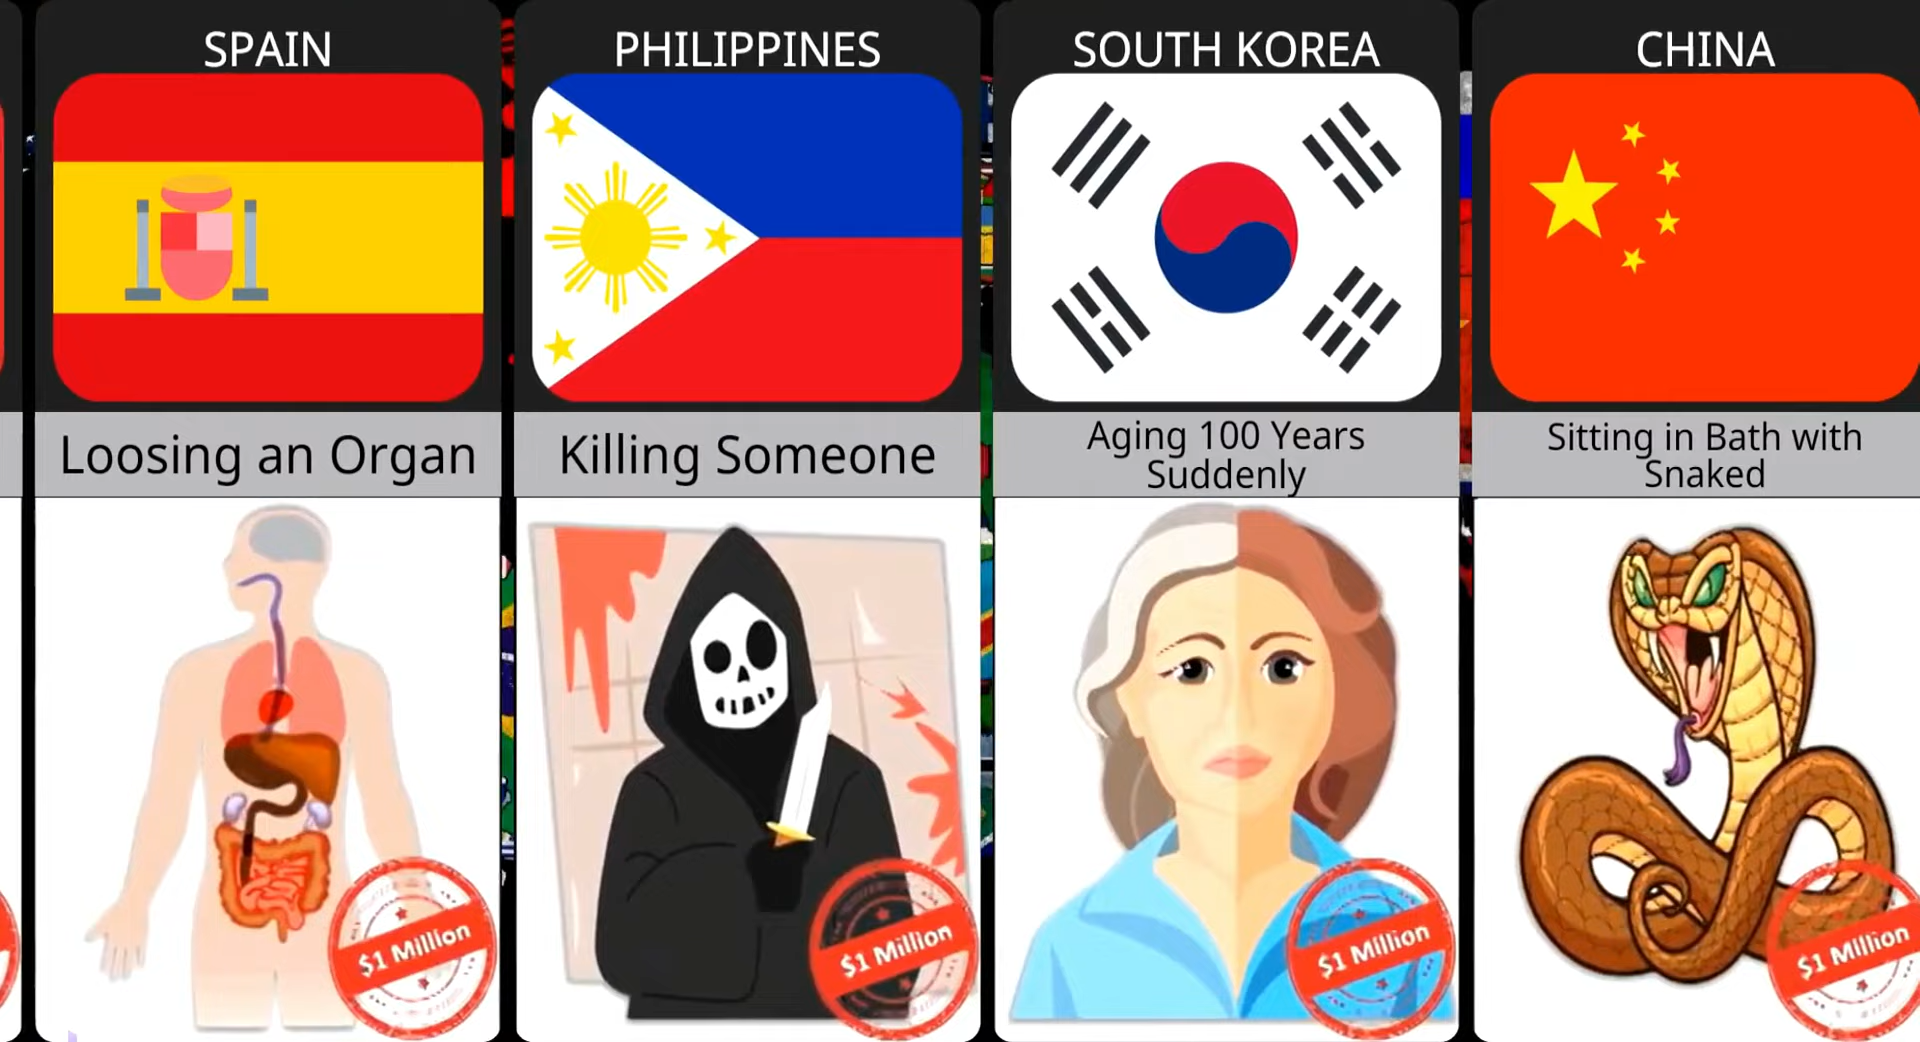 SPAIN
PHILIPPINES
SOUTH KOREA
CHINA
Loosing an Organ
Killing Someone
Aging 100 Years
Suddenly
Sitting in Bath with
Snaked
$1 Million
$1 Million
$1 Million
$1 Million